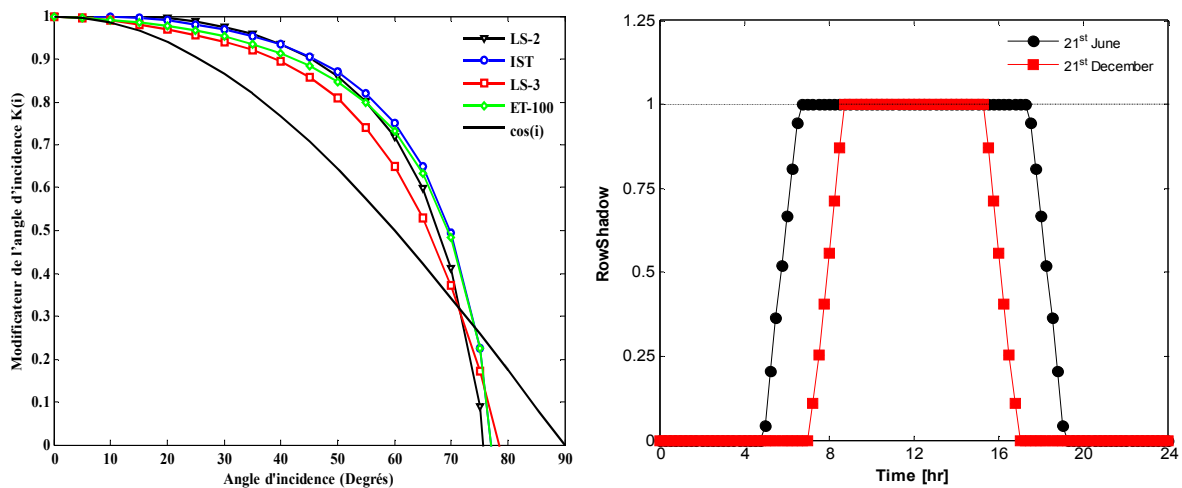 Modificateur de l'angle d'incidence K(i)
1
0.9
0.8
0.7
0.6
0.5
0.4
0.3
0.2
0.1
0
0 10 20 30 40 50 60 70 80 90
Angle d'incidence (Degrés)
LS-2
IST
LS-3
ET-100
cos(i)
RowShadow
1.25
1
0.75
0.5
0.25
0
0 4 8 12 16 20 24
Time [hr]
21st June
21st December